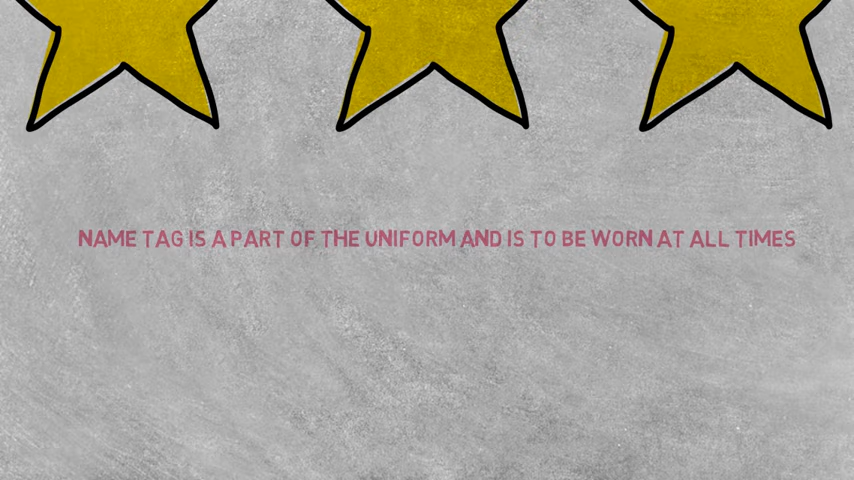 NAME TAG IS A PART OF THE UNIFORM AND IS TO BE WORN AT ALL TIMES